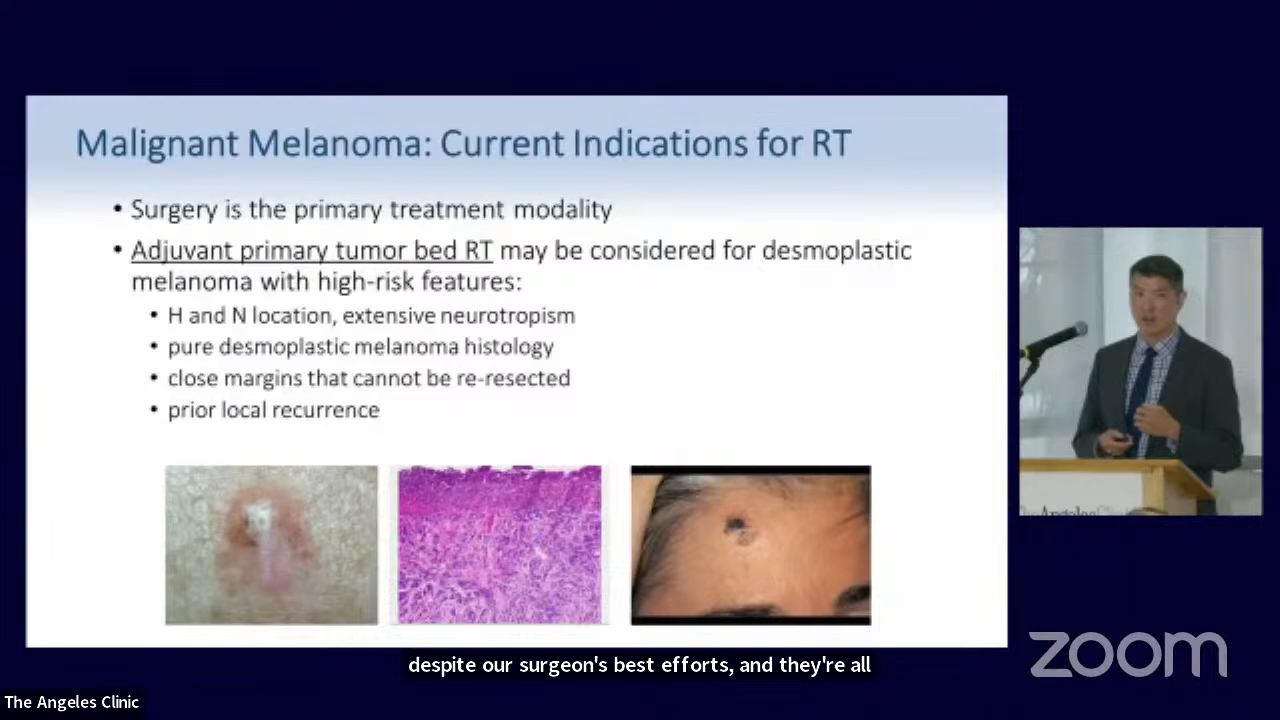 Malignant Melanoma: Current Indications for RT
• Surgery is the primary treatment modality
• Adjuvant primary tumor bed RT may be considered for desmoplastic
melanoma with high-risk features:
• H and N location, extensive neurotropism
• pure desmoplastic melanoma histology
• close margins that cannot be re-resected
• prior local recurrence
despite our surgeon's best efforts, and they're all
zoom
The Angeles Clinic